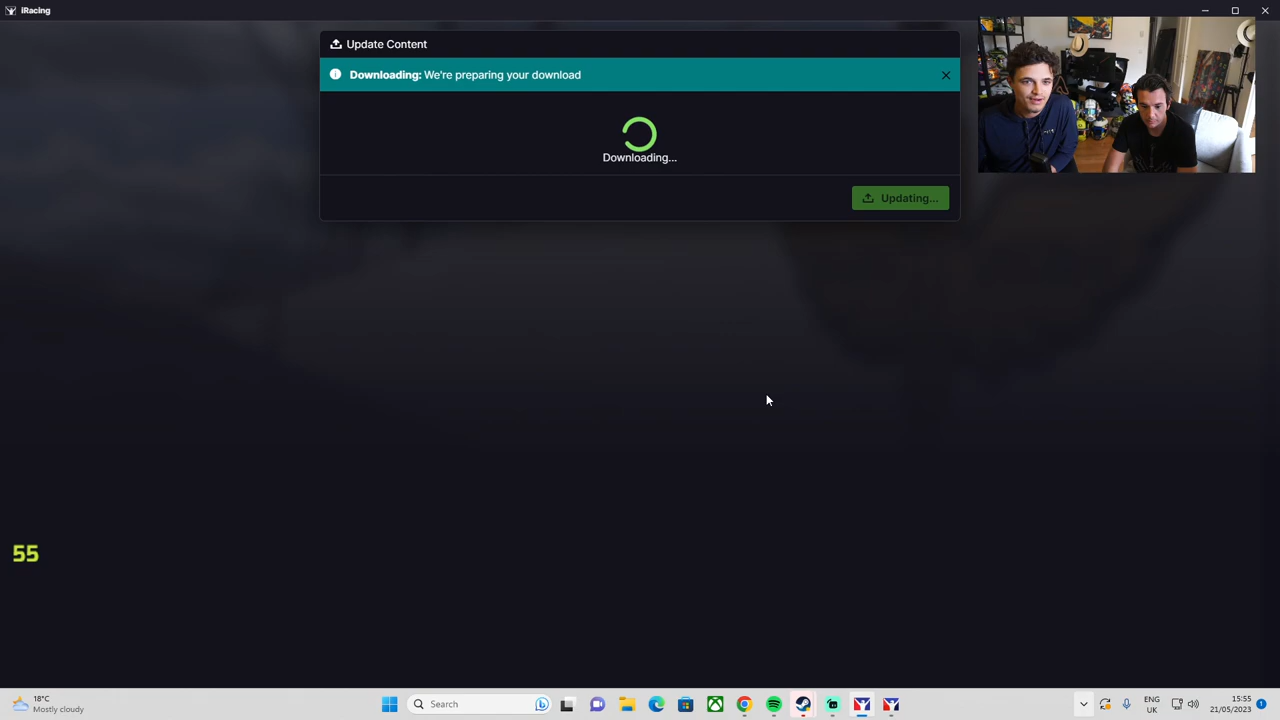 iRacing
Update Content
Downloading: We're preparing your download
Downloading...
Updating...
55
18°C
Mostly cloudy
Search
ENG
UK
15:55
21/05/2023
1